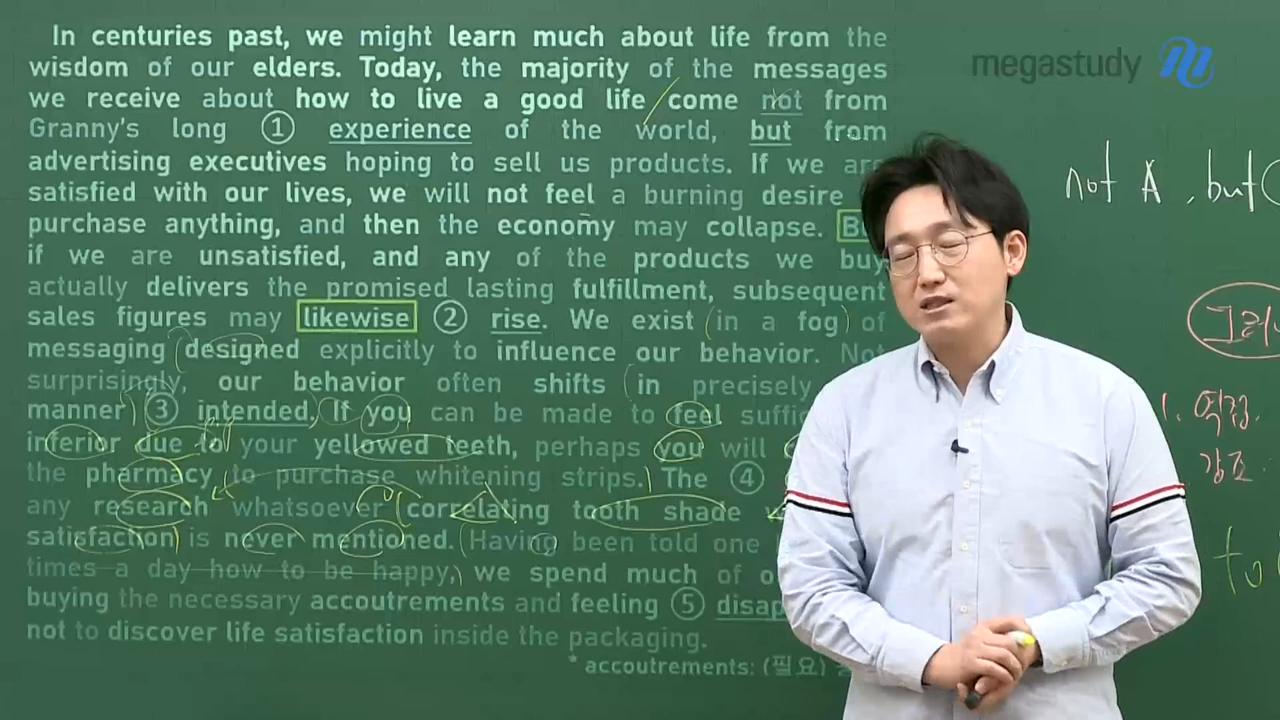 In centuries past, we might learn much about life from the
wisdom of our elders. Today, the majority of the messages
we receive about how to live a good life come not from
Granny's long ① experience of the world, but from
advertising executives hoping to sell us products. If we are
satisfied with our lives, we will not feel a burning desire
purchase anything, and then the economy may collapse.
if we are unsatisfied, and any of the products we buy
actually delivers the promised lasting fulfillment, subsequent
sales figures may likewise ② rise. We exist in a fog of
messaging designed explicitly to influence our behavior. Not
surprisingly, our behavior often shifts in precisely
manner ③ intended. If you can be made to feel
inferior due to your yellowed teeth, perhaps you will
the pharmacy to purchase whitening strips. The ④
any research whatsoever correlating tooth shade
satisfaction is never mentioned. Having been told one
times a day how to be happy, we spend much of
buying the necessary accoutrements and feeling ⑤
not to discover life satisfaction inside the packaging.
* accoutrements: (필요)
megastudy
not A, but
1. 역접
강조